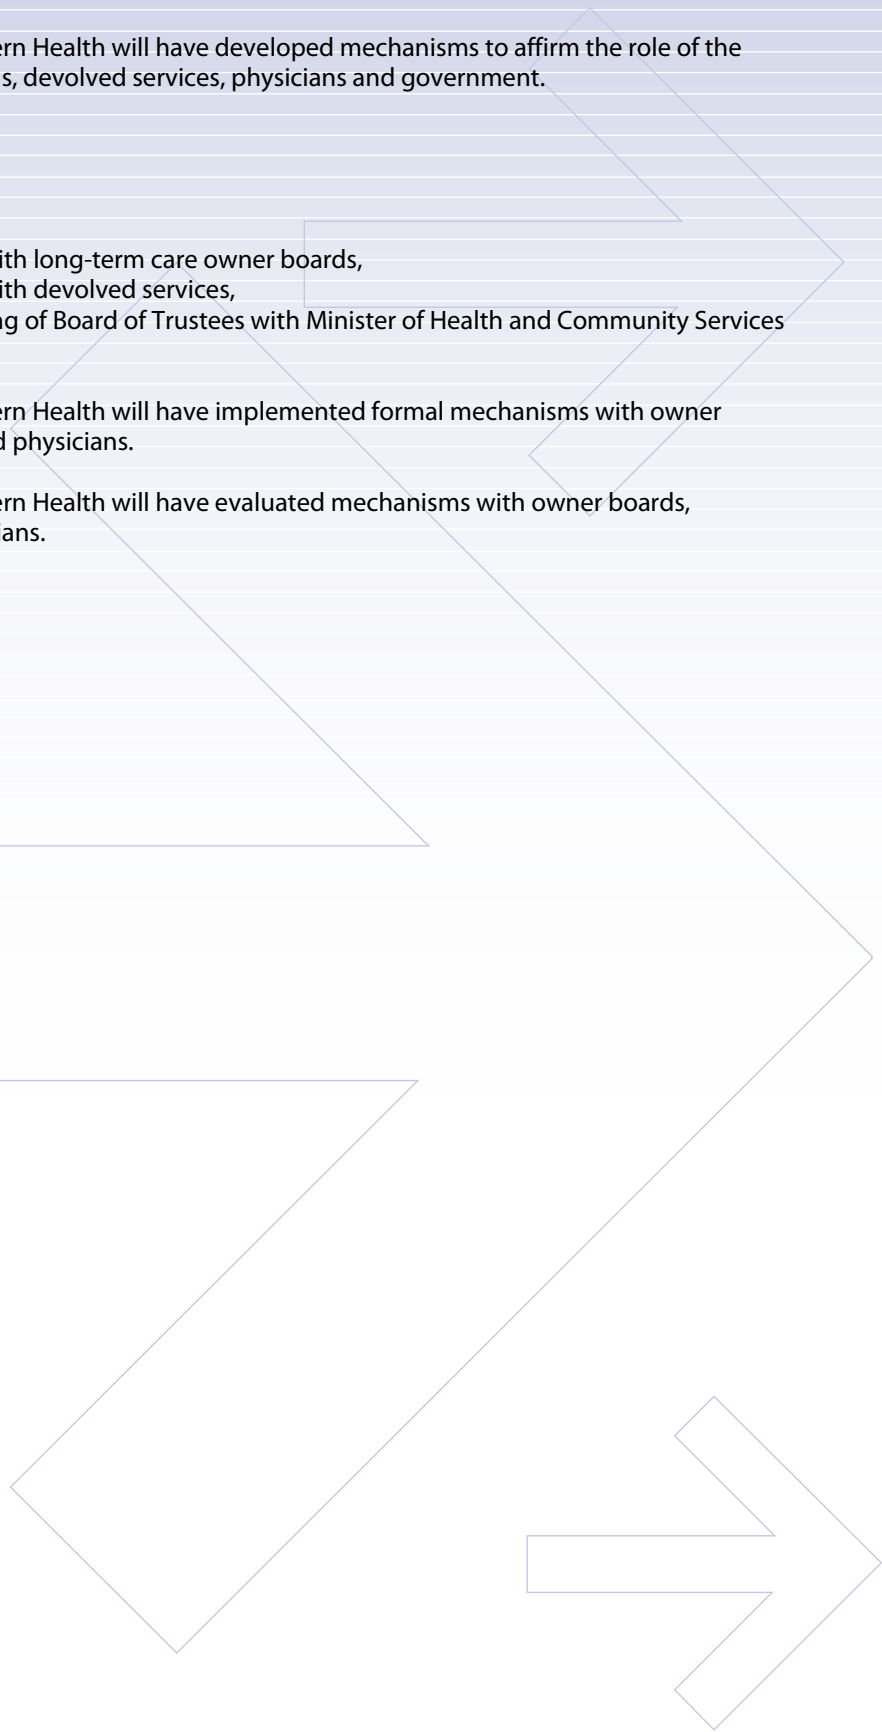 ern Health will have developed mechanisms to affirm the role of the
s, devolved services, physicians and government.
ith long-term care owner boards,
ith devolved services,
ng of Board of Trustees with Minister of Health and Community Services
ern Health will have implemented formal mechanisms with owner
d physicians.
ern Health will have evaluated mechanisms with owner boards,
ians.